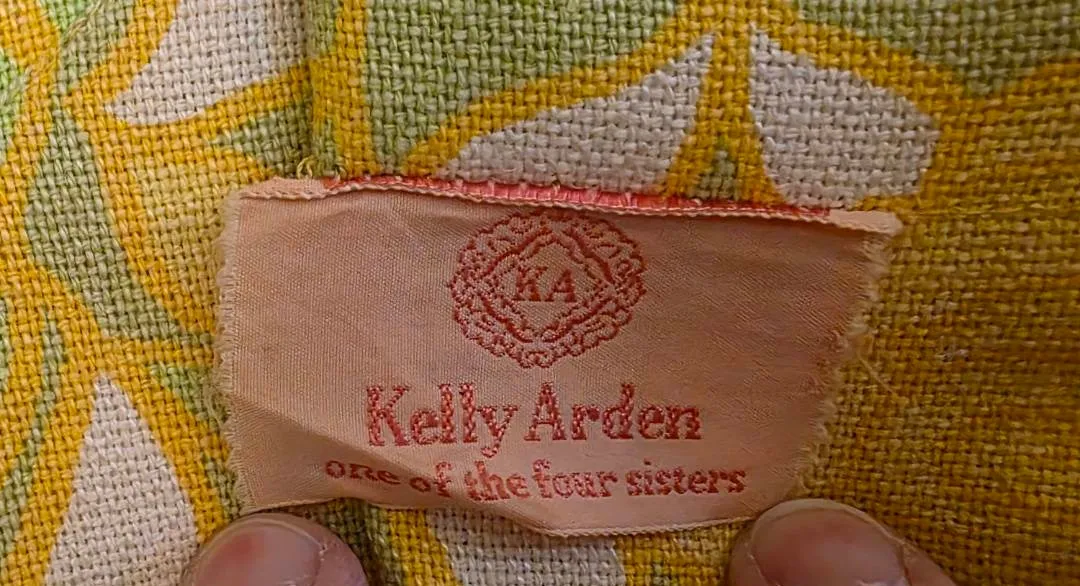 KA
Kelly Arden
one of the four sisters